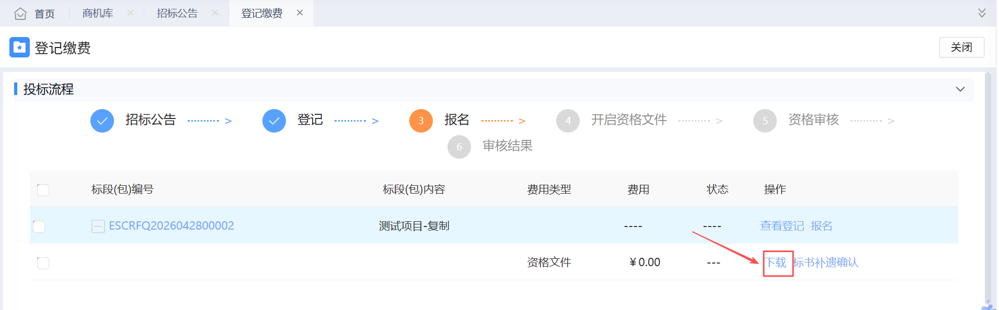 首页 商机库 × 招标公告 × 登记缴费 ×
登记缴费 关闭
投标流程
招标公告 > 登记 > 3 报名 > 4 开启资格文件 > 5 资格审核 >
6 审核结果
标段(包)编号 标段(包)内容 费用类型 费用 状态 操作
ESCRFQ2026042800002 测试项目-复制 ---- ---- 查看登记 报名
资格文件 ¥0.00 --- 下载 标书补遗确认